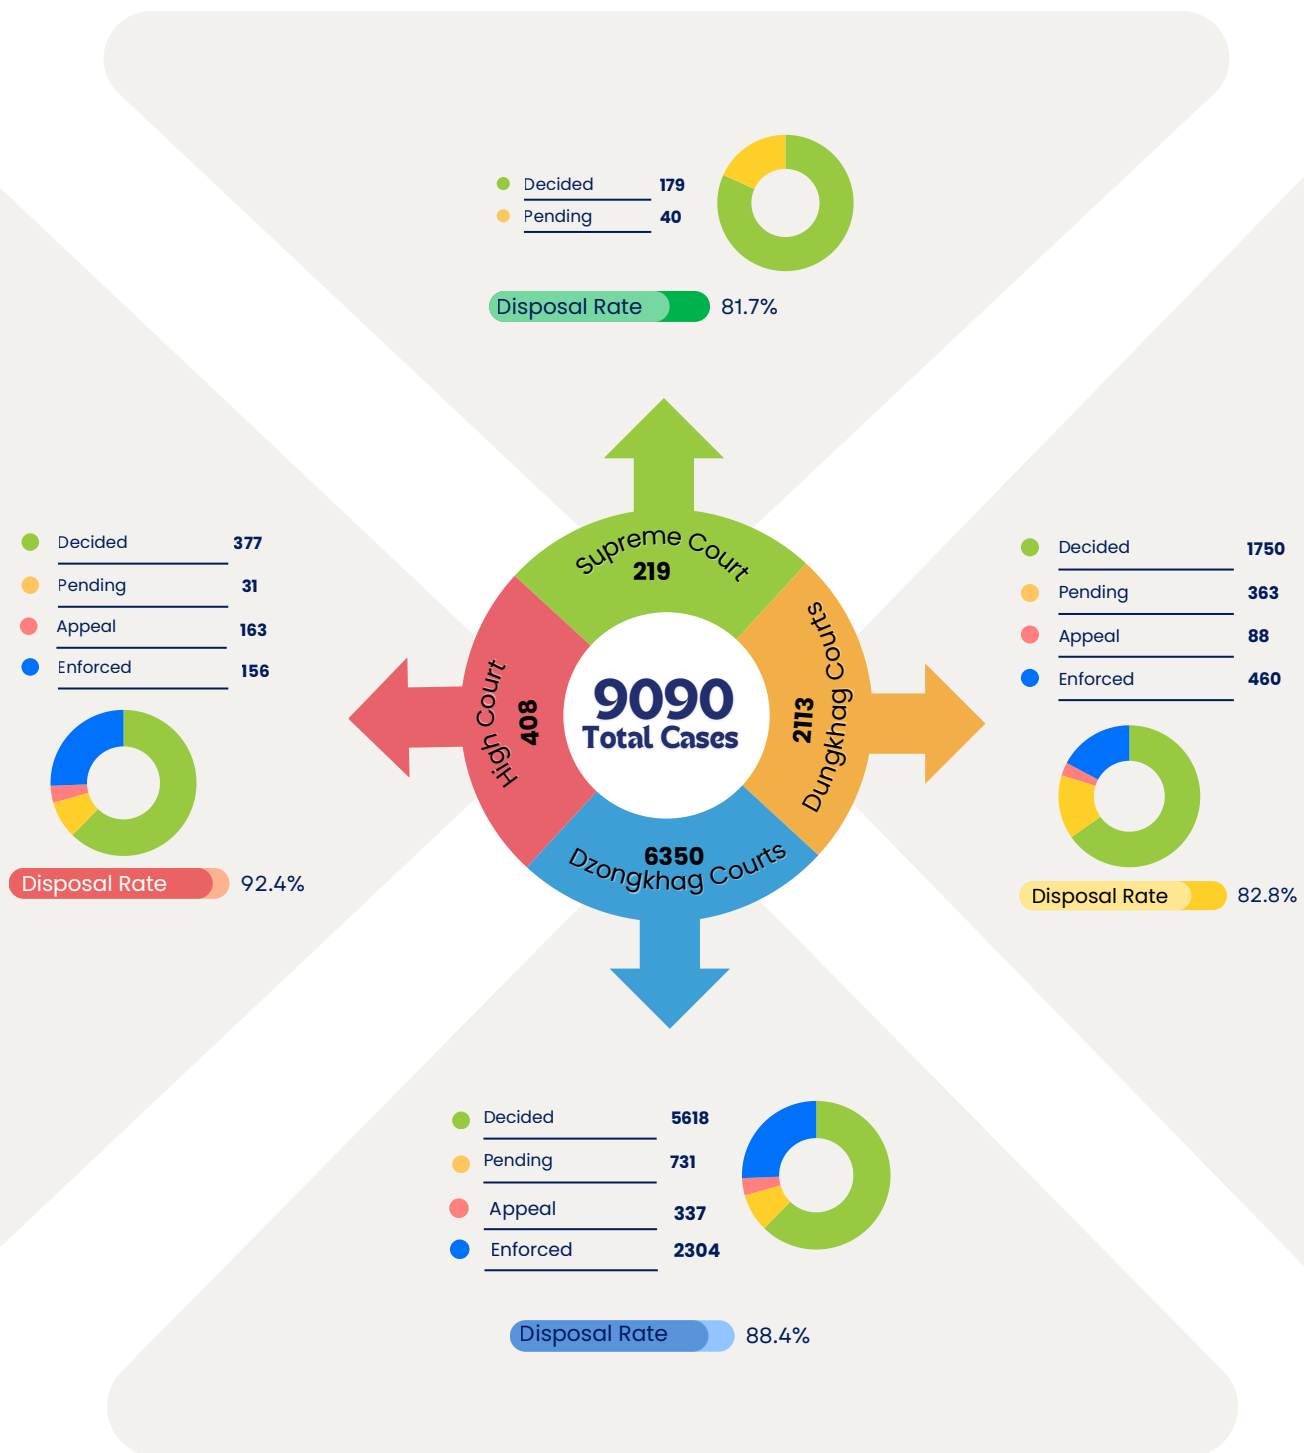 Decided 179
Pending 40
Disposal Rate 81.7%
Supreme Court
219
Decided 377
Pending 31
Appeal 163
Enforced 156
Disposal Rate 92.4%
High Court
408
9090
Total Cases
Dungkhag Courts
2113
Decided 1750
Pending 363
Appeal 88
Enforced 460
Disposal Rate 82.8%
6350
Dzongkhag Courts
Decided 5618
Pending 731
Appeal 337
Enforced 2304
Disposal Rate 88.4%